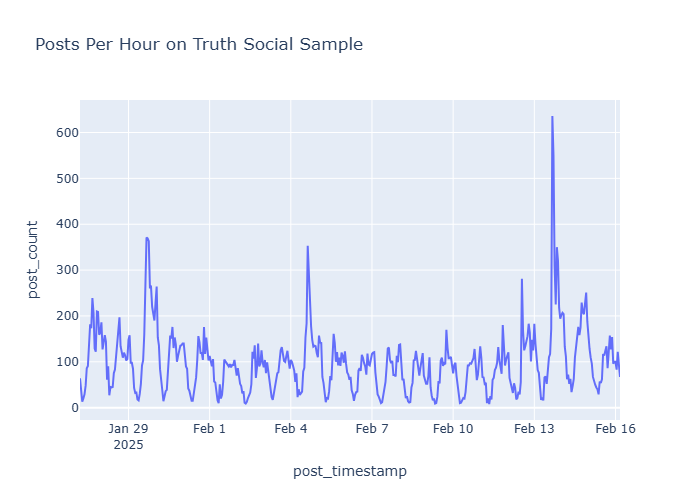 Posts Per Hour on Truth Social Sample
600
500
400
300
200
100
0
post_count
Jan 29 Feb 1 Feb 4 Feb 7 Feb 10 Feb 13 Feb 16
2025
post_timestamp